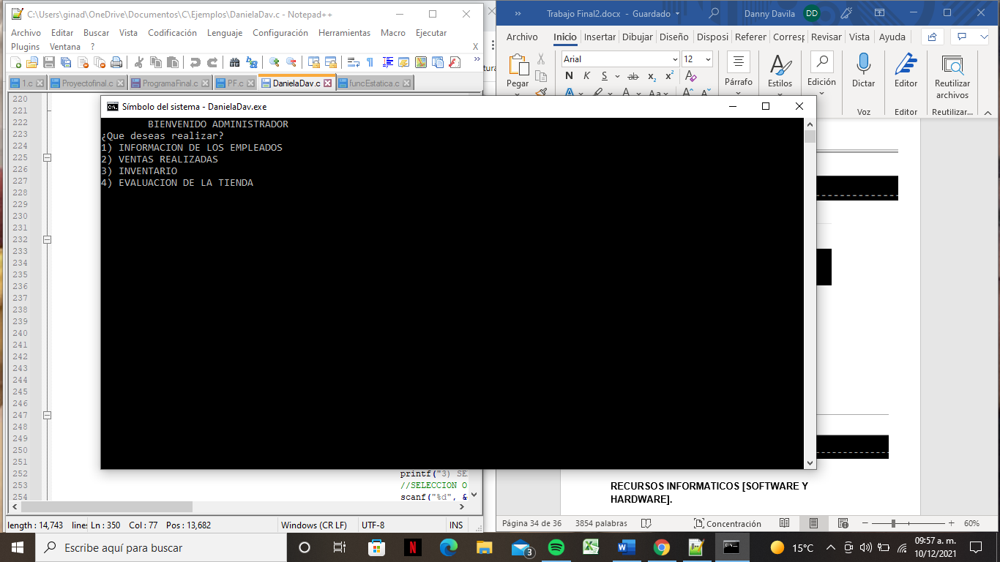 C:\Users\ginad\OneDrive\Documentos\C\Ejemplos\DanielaDav.c - Notepad++
Archivo Editar Buscar Vista Codificación Lenguaje Configuración Herramientas Macro Ejecutar
Plugins Ventana ? X
1.c Proyectofinal.c ProgramaFinal.c PF.c DanielaDav.c funcEstatica.c
220
221
222
223
225
226
227
228
229
230
231
232
233
234
235
236
237
238
239
240
241
242
243
244
245
246
247
248
249
250
251
252 printf("3) SE
253 //SELECCION O
254 scanf("%d", &
length : 14,743 lines Ln : 350 Col : 77 Pos : 13,682 Windows (CR LF) UTF-8 INS
Símbolo del sistema - DanielaDav.exe
BIENVENIDO ADMINISTRADOR
¿Que deseas realizar?
1) INFORMACION DE LOS EMPLEADOS
2) VENTAS REALIZADAS
3) INVENTARIO
4) EVALUACION DE LA TIENDA
Trabajo Final2.docx - Guardado Danny Davila DD
Archivo Inicio Insertar Dibujar Diseño Disposi Referer Corresp Revisar Vista Ayuda
Arial 12
N K S ab x₂ x² A
Pegar Párrafo Estilos Edición Dictar Editor Reutilizar archivos
Voz Editor Reutilizar...
RECURSOS INFORMATICOS [SOFTWARE Y
HARDWARE].
Página 34 de 36 3854 palabras Concentración 60%
Escribe aquí para buscar
3
15°C
09:57 a. m.
10/12/2021